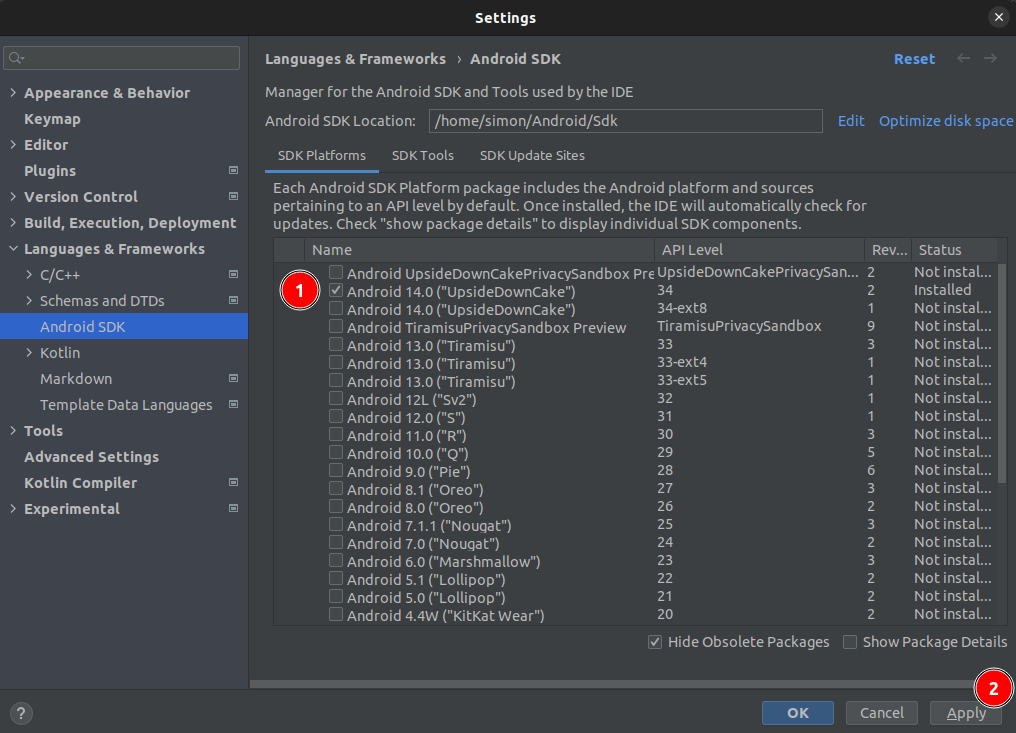 Settings
Appearance & Behavior
Keymap
Editor
Plugins
Version Control
Build, Execution, Deployment
Languages & Frameworks
C/C++
Schemas and DTDs
Android SDK
Kotlin
Markdown
Template Data Languages
Tools
Advanced Settings
Kotlin Compiler
Experimental
Languages & Frameworks › Android SDK
Reset
Manager for the Android SDK and Tools used by the IDE
Android SDK Location: /home/simon/Android/Sdk Edit Optimize disk space
SDK Platforms SDK Tools SDK Update Sites
Each Android SDK Platform package includes the Android platform and sources
pertaining to an API level by default. Once installed, the IDE will automatically check for
updates. Check "show package details" to display individual SDK components.
Name API Level Rev... Status
Android UpsideDownCakePrivacySandbox Pre UpsideDownCakePrivacySan... 2 Not instal...
1 Android 14.0 ("UpsideDownCake") 34 2 Installed
Android 14.0 ("UpsideDownCake") 34-ext8 1 Not instal...
Android TiramisuPrivacySandbox Preview TiramisuPrivacySandbox 9 Not instal...
Android 13.0 ("Tiramisu") 33 3 Not instal...
Android 13.0 ("Tiramisu") 33-ext4 1 Not instal...
Android 13.0 ("Tiramisu") 33-ext5 1 Not instal...
Android 12L ("Sv2") 32 1 Not instal...
Android 12.0 ("S") 31 1 Not instal...
Android 11.0 ("R") 30 3 Not instal...
Android 10.0 ("Q") 29 5 Not instal...
Android 9.0 ("Pie") 28 6 Not instal...
Android 8.1 ("Oreo") 27 3 Not instal...
Android 8.0 ("Oreo") 26 2 Not instal...
Android 7.1.1 ("Nougat") 25 3 Not instal...
Android 7.0 ("Nougat") 24 2 Not instal...
Android 6.0 ("Marshmallow") 23 3 Not instal...
Android 5.1 ("Lollipop") 22 2 Not instal...
Android 5.0 ("Lollipop") 21 2 Not instal...
Android 4.4W ("KitKat Wear") 20 2 Not instal...
Hide Obsolete Packages Show Package Details
2
? OK Cancel Apply